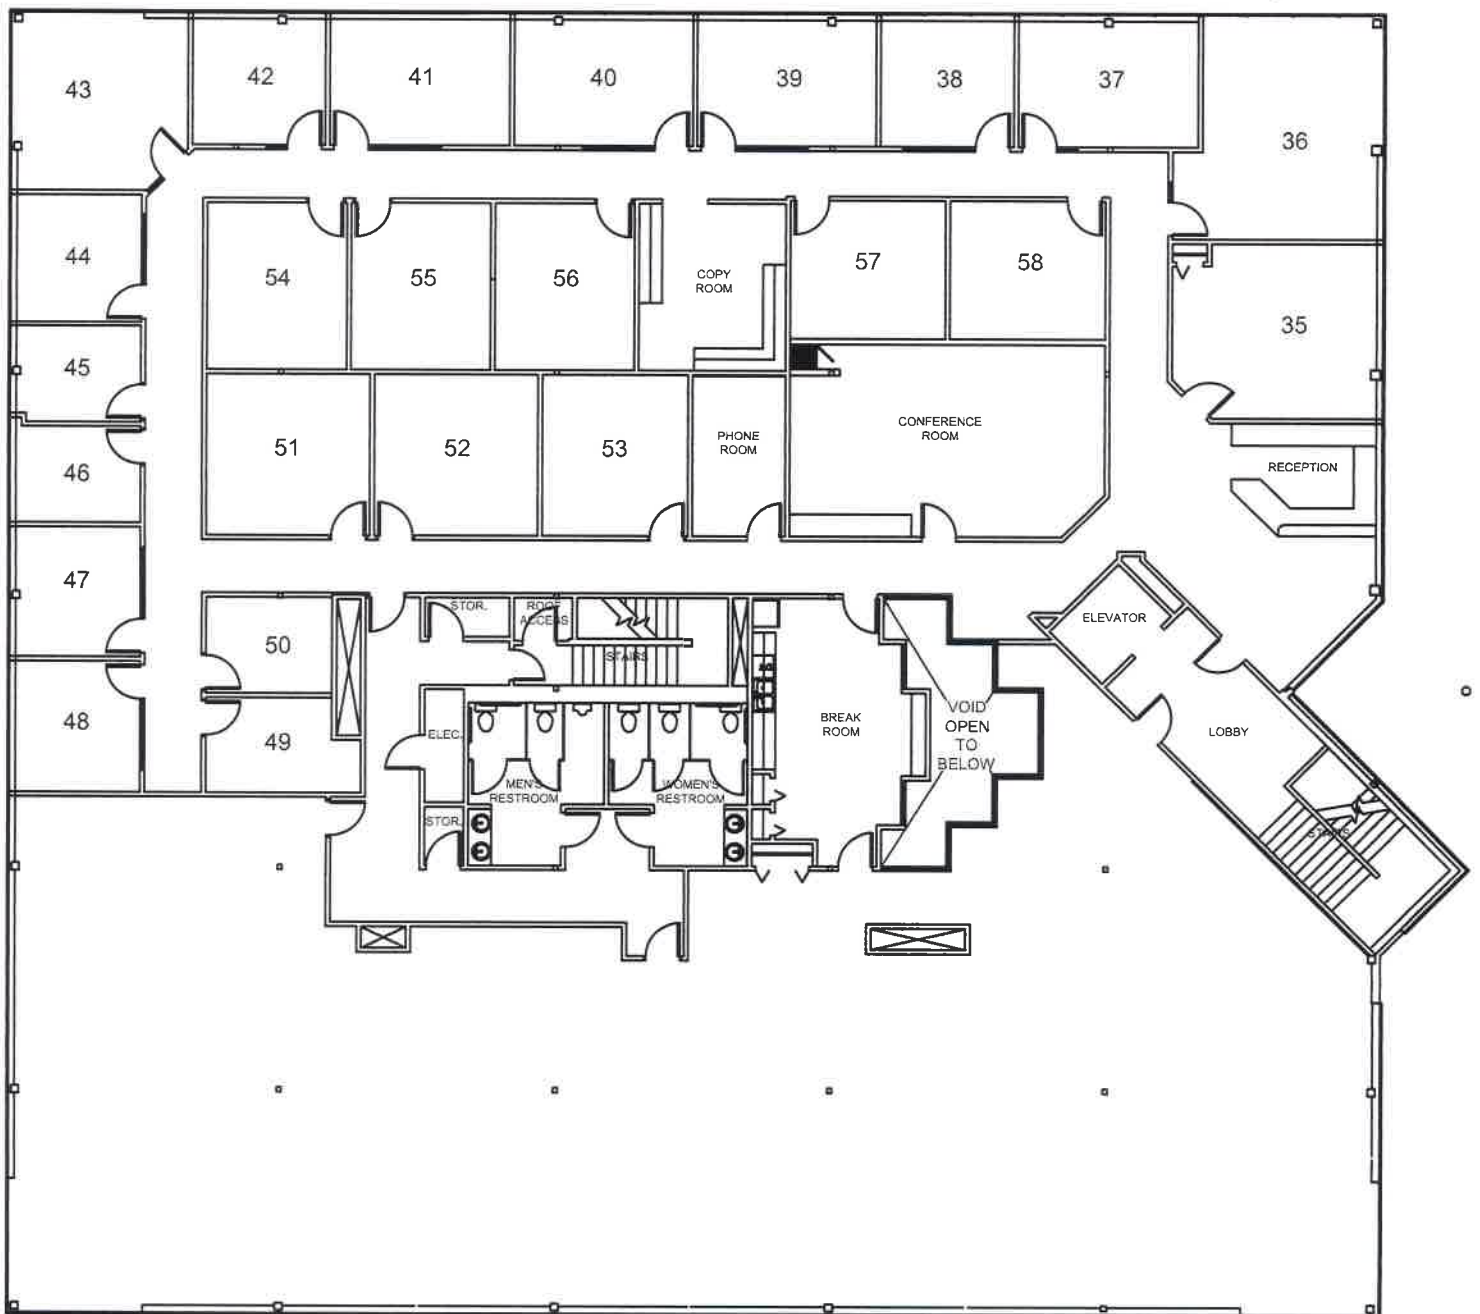 43
42
41
40
39
38
37
36
44
54
55
56
COPY
ROOM
57
58
35
45
51
52
53
PHONE
ROOM
CONFERENCE
ROOM
46
RECEPTION
47
50
STOR.
ROOF
ACCESS
STAIRS
ELEVATOR
48
49
ELEC.
MEN'S
RESTROOM
WOMEN'S
RESTROOM
BREAK
ROOM
VOID
OPEN
TO
BELOW
LOBBY
STOR.
STAIRS